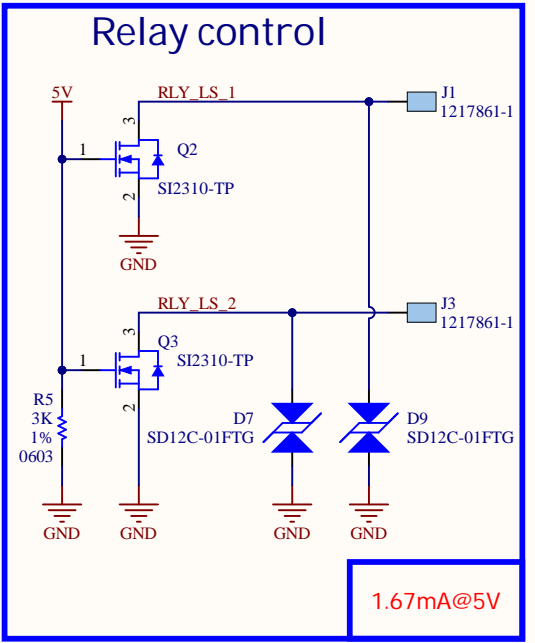 Relay control
5V
RLY_LS_1
J1
1217861-1
3
1
Q2
2
SI2310-TP
GND
RLY_LS_2
J3
1217861-1
3
Q3
1
SI2310-TP
2
R5
3K
1%
0603
D7
SD12C-01FTG
D9
SD12C-01FTG
GND
GND
GND
GND
1.67mA@5V